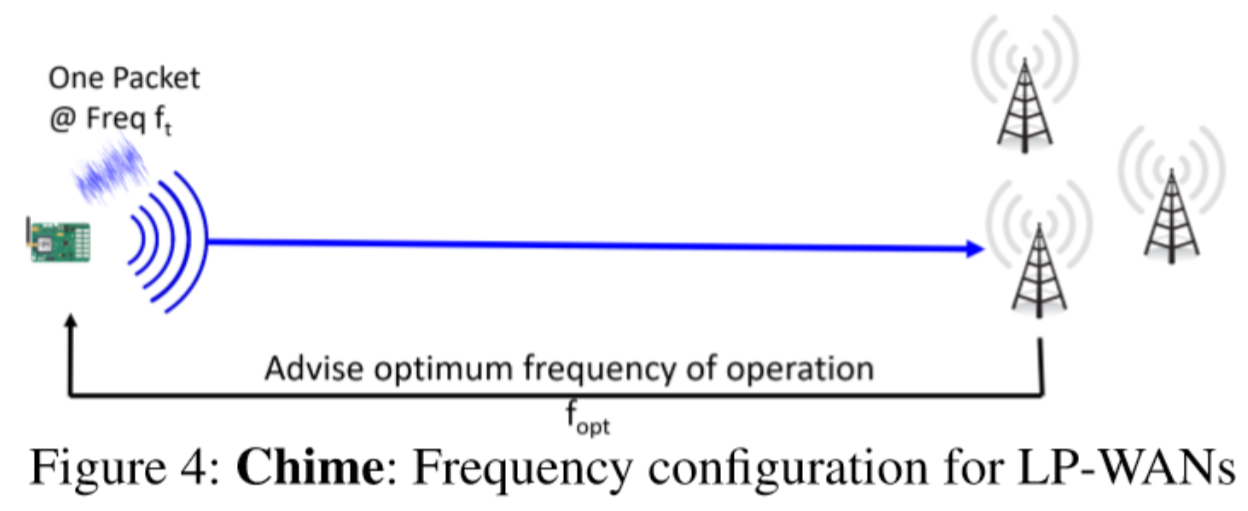 One Packet
@ Freq ft
Advise optimum frequency of operation
fopt
Figure 4: Chime: Frequency configuration for LP-WANs